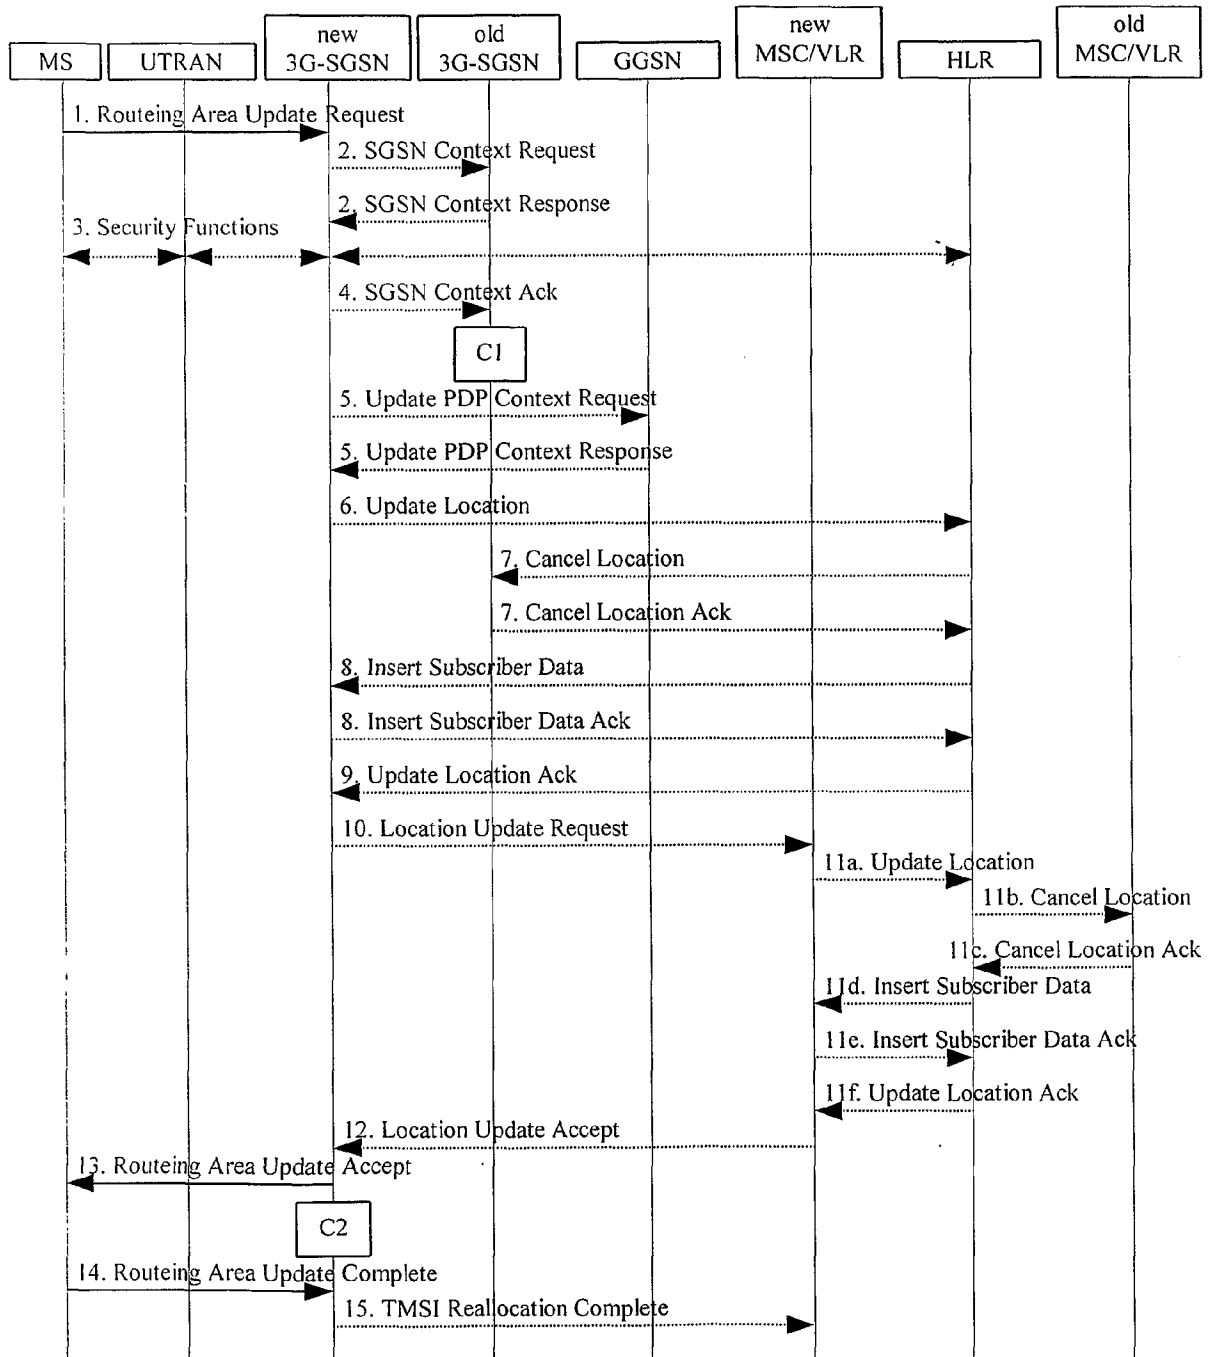 MS
UTRAN
new
3G-SGSN
old
3G-SGSN
GGSN
new
MSC/VLR
HLR
old
MSC/VLR
1. Routeing Area Update Request
2. SGSN Context Request
2. SGSN Context Response
3. Security Functions
4. SGSN Context Ack
C1
5. Update PDP Context Request
5. Update PDP Context Response
6. Update Location
7. Cancel Location
7. Cancel Location Ack
8. Insert Subscriber Data
8. Insert Subscriber Data Ack
9. Update Location Ack
10. Location Update Request
11a. Update Location
11b. Cancel Location
11c. Cancel Location Ack
11d. Insert Subscriber Data
11e. Insert Subscriber Data Ack
11f. Update Location Ack
12. Location Update Accept
13. Routeing Area Update Accept
C2
14. Routeing Area Update Complete
15. TMSI Reallocation Complete